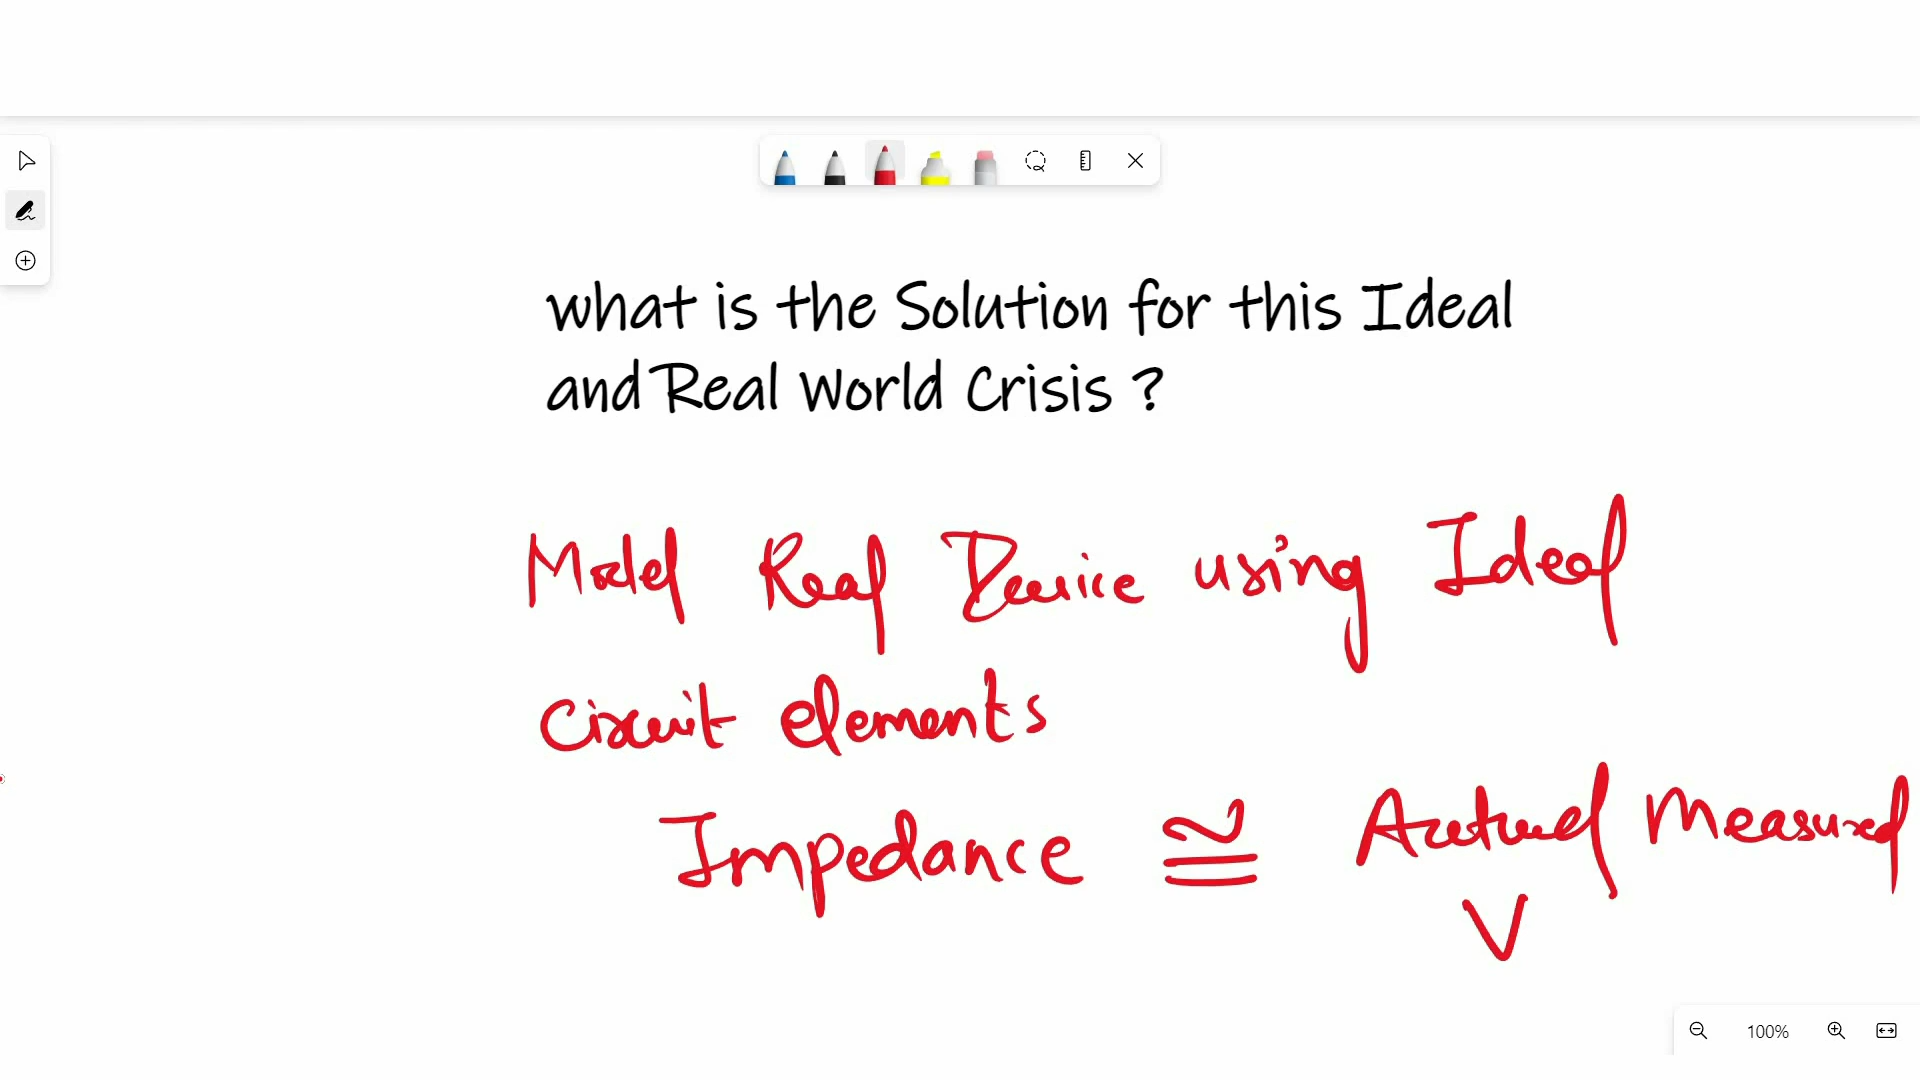 what is the Solution for this Ideal
and Real World Crisis ?
Model Real Device using Ideal
Circuit elements
Impedance ≅ Actual Measured
V
100%